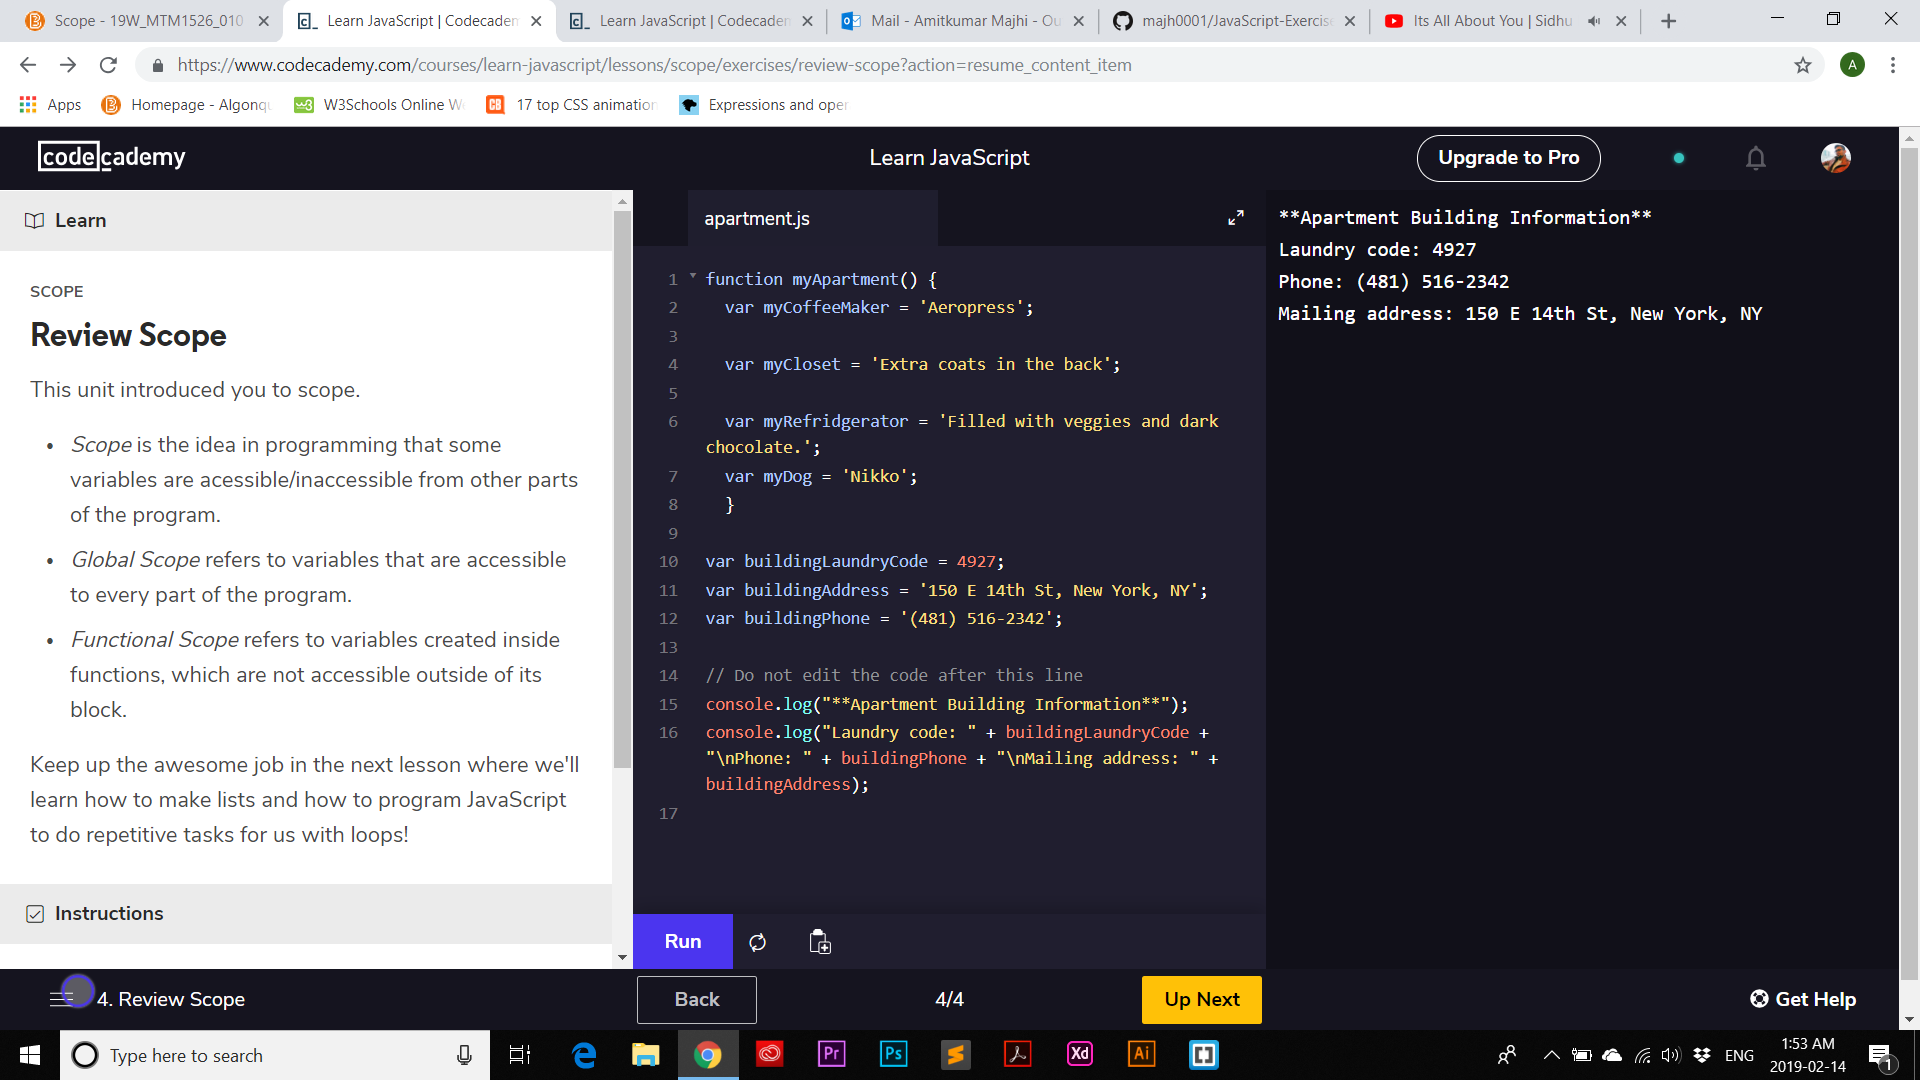 Scope - 19W_MTM1526_010
Learn JavaScript | Codecadem
Learn JavaScript | Codecadem
Mail - Amitkumar Majhi - Ou
majh0001/JavaScript-Exercise
Its All About You | Sidhu
https://www.codecademy.com/courses/learn-javascript/lessons/scope/exercises/review-scope?action=resume_content_item
A
Apps
Homepage - Algonqu
W3Schools Online W
17 top CSS animation
Expressions and oper
codecademy
Learn JavaScript
Upgrade to Pro
Learn
SCOPE
Review Scope
This unit introduced you to scope.
• Scope is the idea in programming that some
variables are acessible/inaccessible from other parts
of the program.
• Global Scope refers to variables that are accessible
to every part of the program.
• Functional Scope refers to variables created inside
functions, which are not accessible outside of its
block.
Keep up the awesome job in the next lesson where we'll
learn how to make lists and how to program JavaScript
to do repetitive tasks for us with loops!
Instructions
apartment.js
1 function myApartment() {
2 var myCoffeeMaker = 'Aeropress';
3
4 var myCloset = 'Extra coats in the back';
5
6 var myRefridgerator = 'Filled with veggies and dark
chocolate.';
7 var myDog = 'Nikko';
8 }
9
10 var buildingLaundryCode = 4927;
11 var buildingAddress = '150 E 14th St, New York, NY';
12 var buildingPhone = '(481) 516-2342';
13
14 // Do not edit the code after this line
15 console.log("**Apartment Building Information**");
16 console.log("Laundry code: " + buildingLaundryCode +
"\nPhone: " + buildingPhone + "\nMailing address: " +
buildingAddress);
17
**Apartment Building Information**
Laundry code: 4927
Phone: (481) 516-2342
Mailing address: 150 E 14th St, New York, NY
Run
4. Review Scope
Back
4/4
Up Next
Get Help
Type here to search
Pr
Ps
Xd
Ai
ENG
1:53 AM
2019-02-14
1